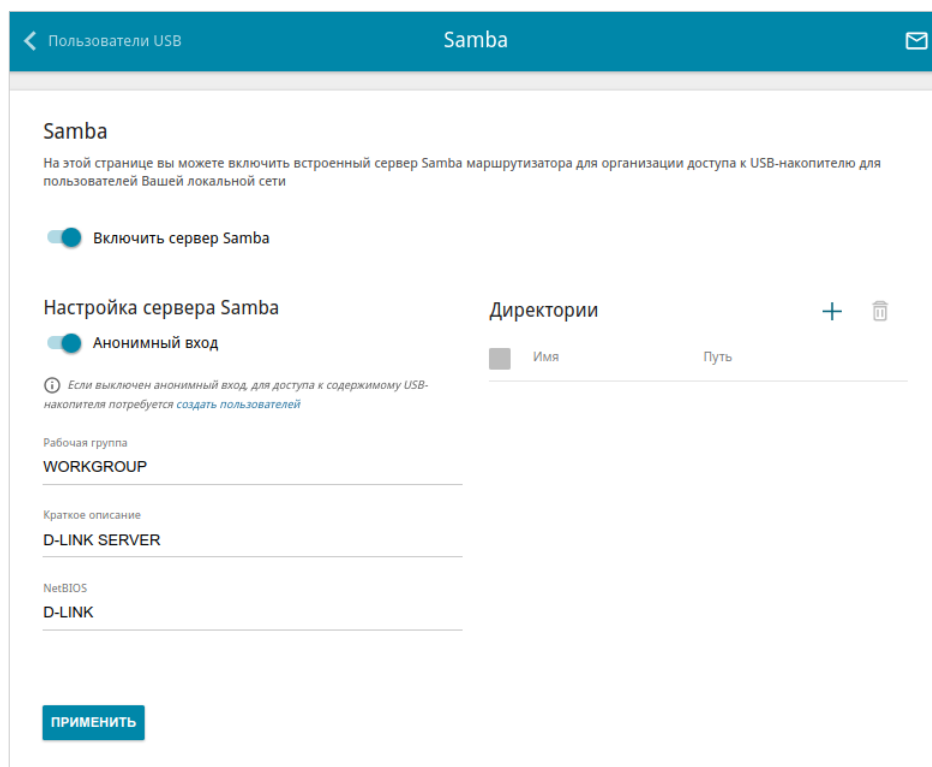 Пользователи USB
Samba
Samba
На этой странице вы можете включить встроенный сервер Samba маршрутизатора для организации доступа к USB-накопителю для
пользователей Вашей локальной сети
Включить сервер Samba
Настройка сервера Samba
Анонимный вход
Если выключен анонимный вход, для доступа к содержимому USB-
накопителя потребуется создать пользователей
Рабочая группа
WORKGROUP
Краткое описание
D-LINK SERVER
NetBIOS
D-LINK
ПРИМЕНИТЬ
Директории
Имя
Путь